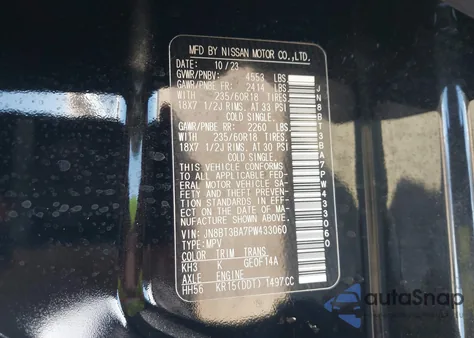 MFD BY NISSAN MOTOR CO.,LTD.
DATE: 10/23
GVWR/PNBV: 4553 LBS
GAWR/PNBE FR: 2414 LBS
WITH 235/60R18 TIRES,
18X7 1/2J RIMS, AT 33 PSI
COLD SINGLE.
GAWR/PNBE RR: 2260 LBS
WITH 235/60R18 TIRES,
18X7 1/2J RIMS, AT 30 PSI
COLD SINGLE.
THIS VEHICLE CONFORMS
TO ALL APPLICABLE FED-
ERAL MOTOR VEHICLE SA-
FETY AND THEFT PREVEN-
TION STANDARDS IN EFF-
ECT ON THE DATE OF MA-
NUFACTURE SHOWN ABOVE.
VIN: JN8BT3BA7PW433060
TYPE: MPV
COLOR TRIM TRANS
KH3 K GE0F14A
AXLE ENGINE
HH56 KR15(DDT) 1497CC
JN8BT3BA7PW433060
autoSnap